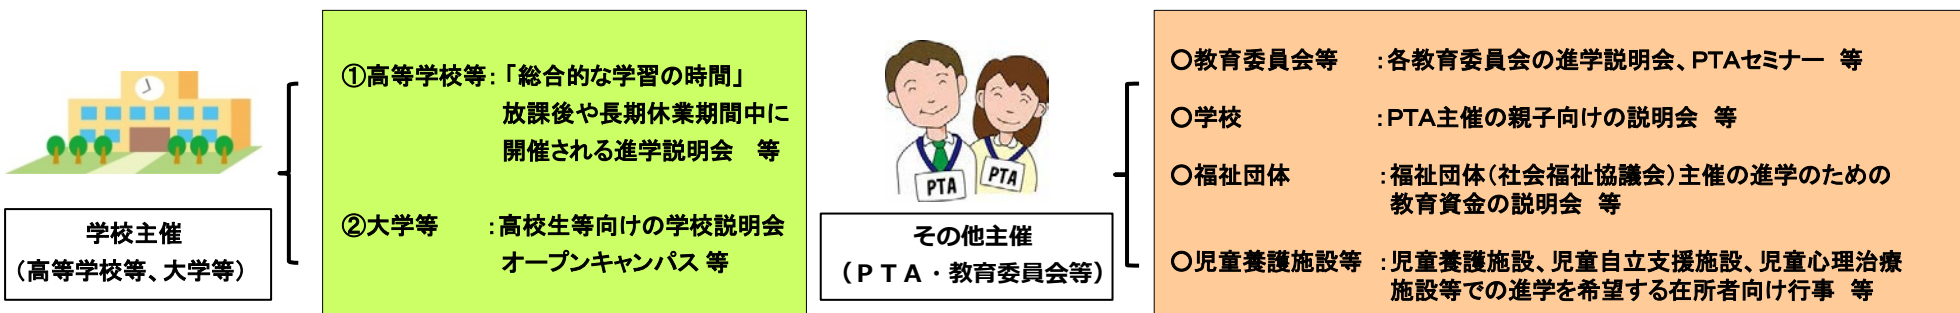 学校主催
（高等学校等、大学等）
①高等学校等：「総合的な学習の時間」
放課後や長期休業期間中に
開催される進学説明会　等
②大学等　　：高校生等向けの学校説明会
オープンキャンパス 等
PTA
PTA
その他主催
（ＰＴＡ・教育委員会等）
○教育委員会等　：各教育委員会の進学説明会、PTAセミナー　等
○学校　：PTA主催の親子向けの説明会　等
○福祉団体　：福祉団体（社会福祉協議会）主催の進学のための
教育資金の説明会　等
○児童養護施設等　：児童養護施設、児童自立支援施設、児童心理治療
施設等での進学を希望する在所者向け行事　等